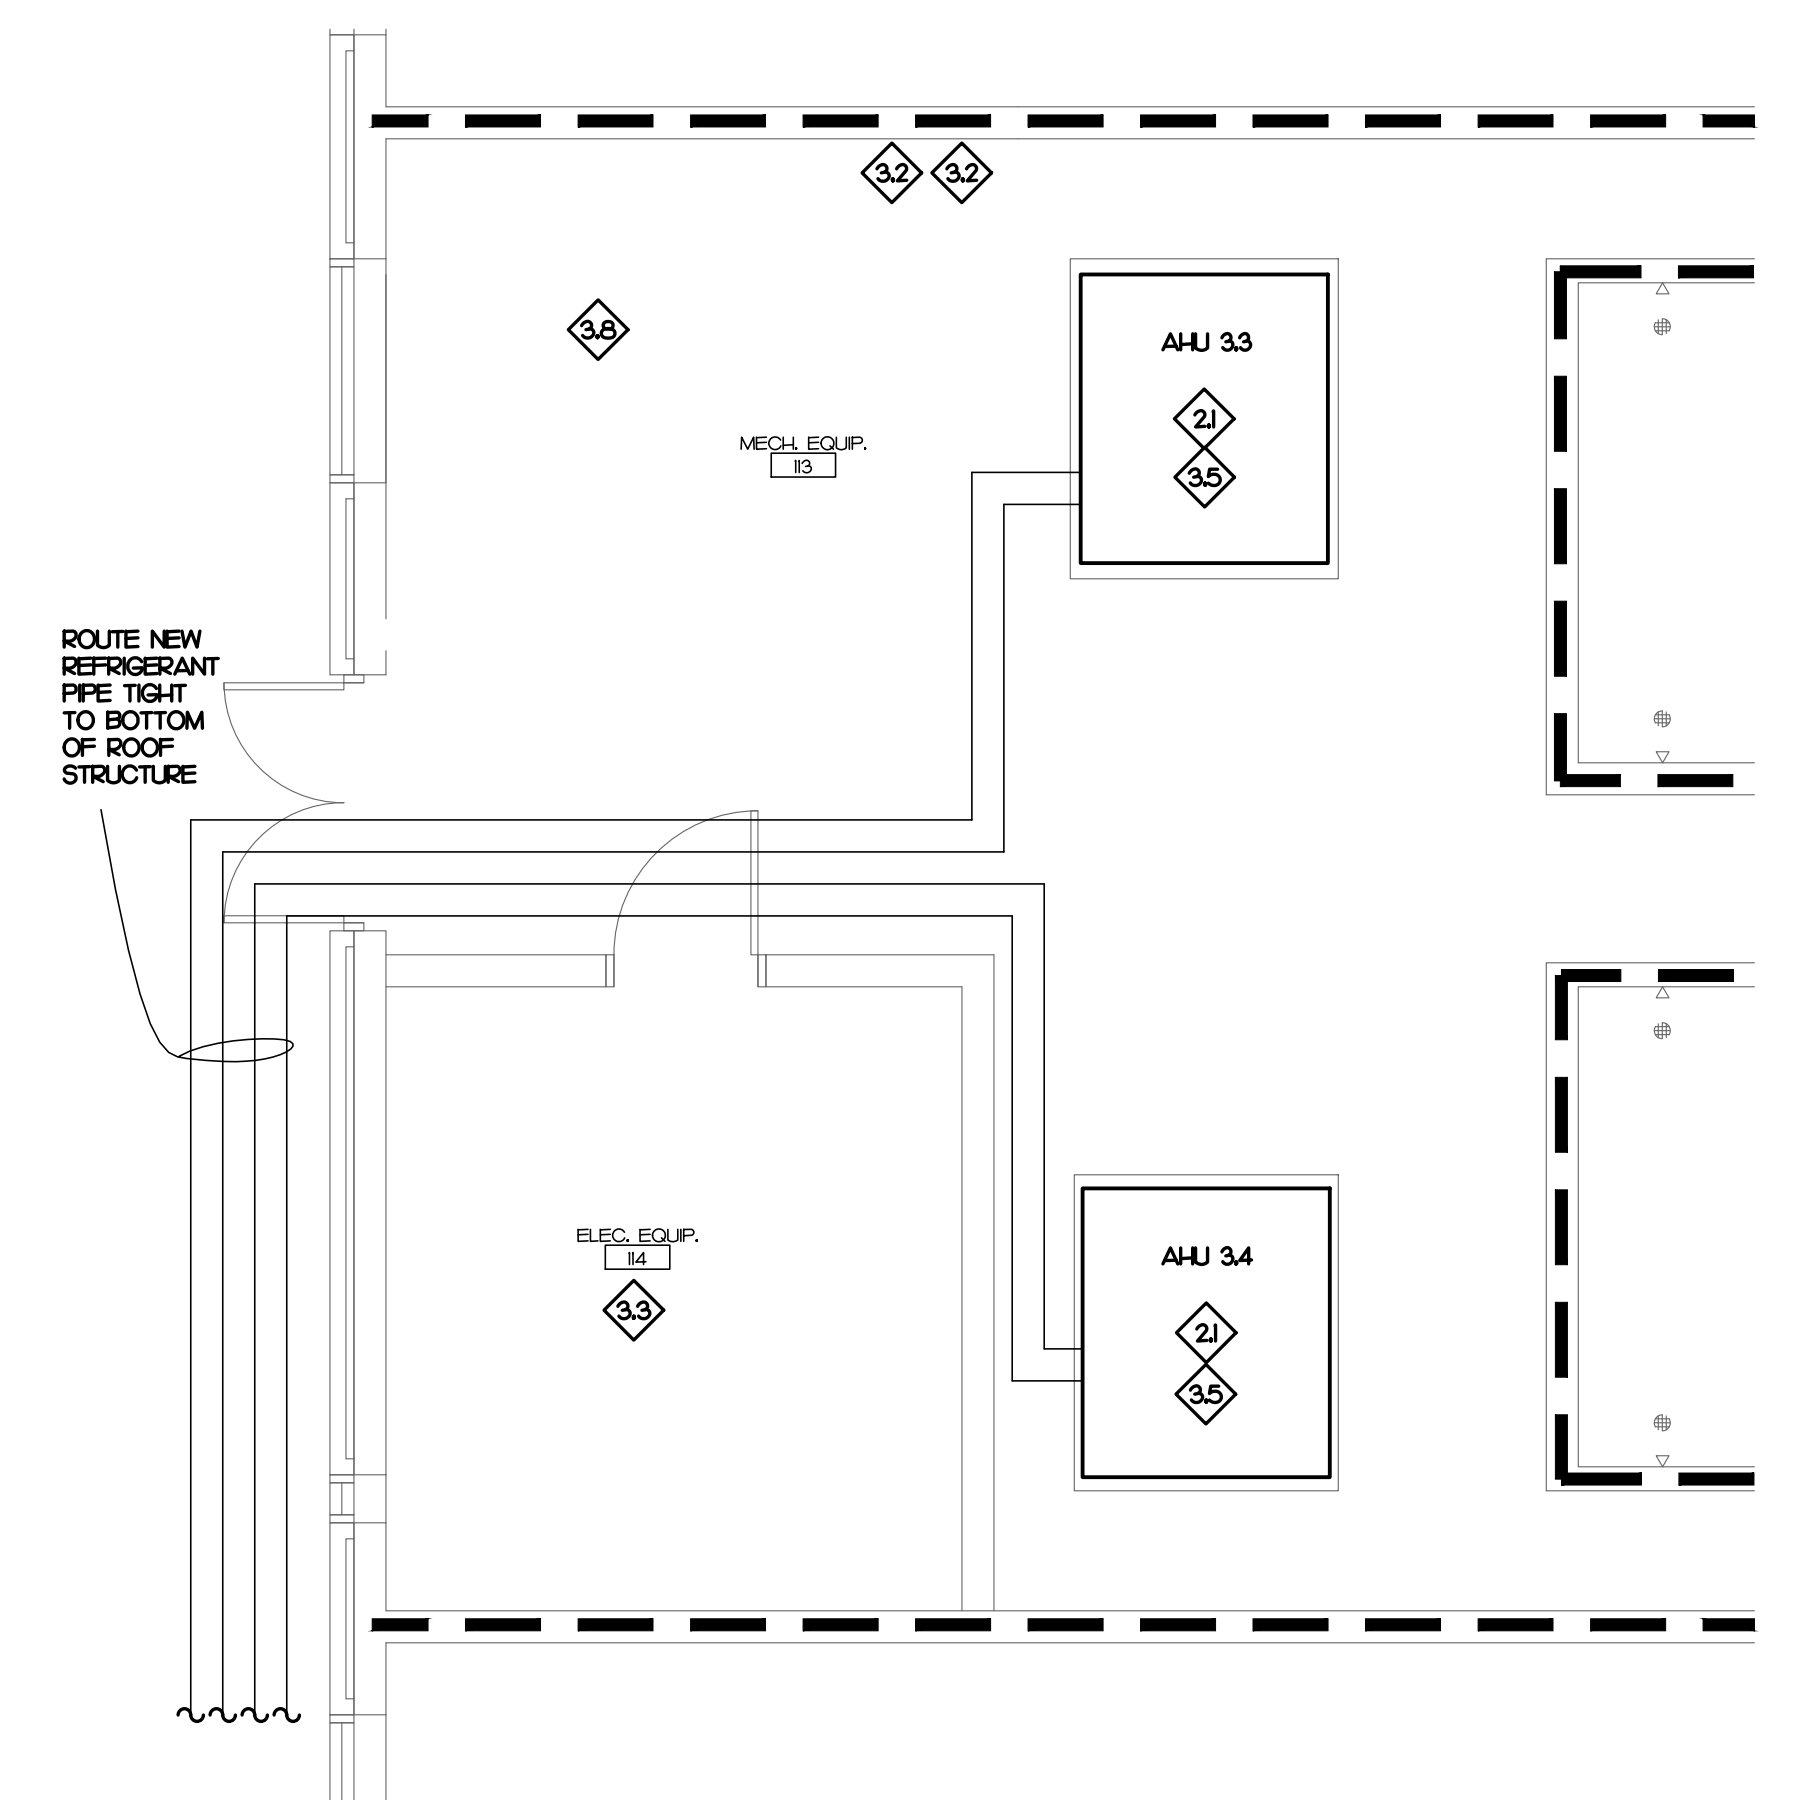 3.2 3.2
3.8
AHU 3.3
2.1
3.5
MECH. EQUIP.
113
ROUTE NEW
REFRIGERANT
PIPE TIGHT
TO BOTTOM
OF ROOF
STRUCTURE
ELEC. EQUIP.
114
3.3
AHU 3.4
2.1
3.5